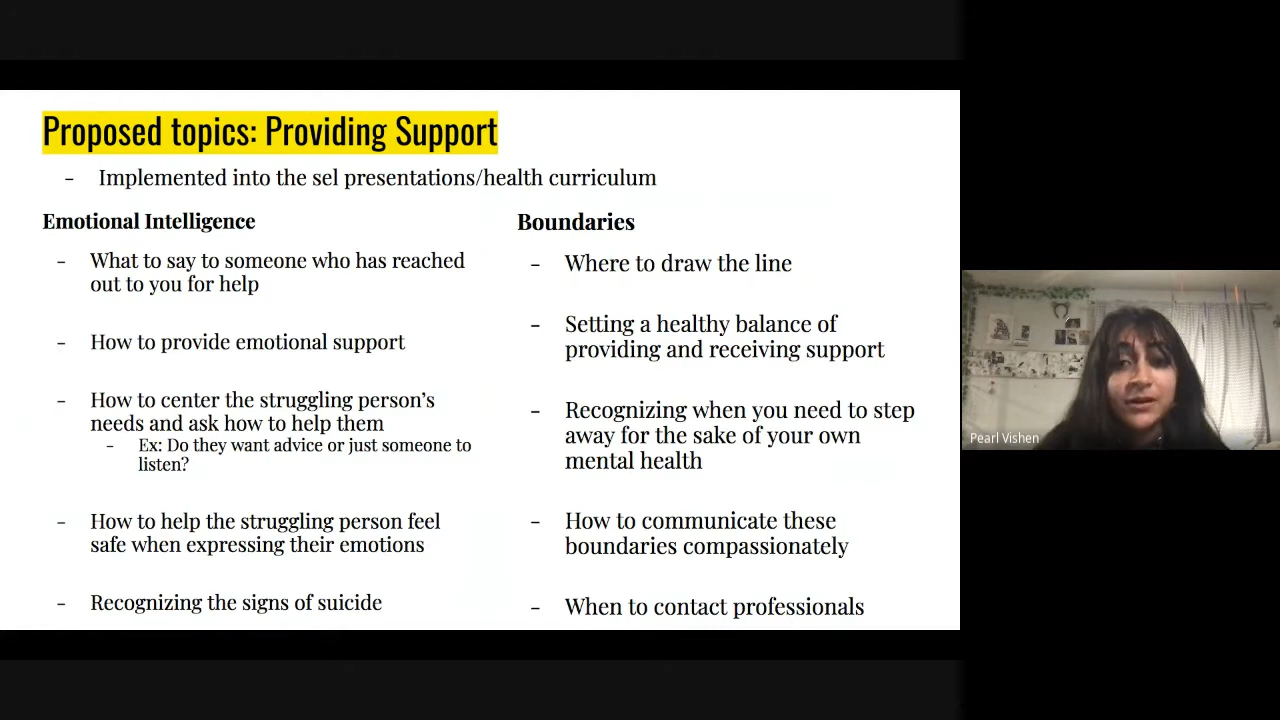 Proposed topics: Providing Support
- Implemented into the sel presentations/health curriculum
Emotional Intelligence
- What to say to someone who has reached
out to you for help
- How to provide emotional support
- How to center the struggling person's
needs and ask how to help them
- Ex: Do they want advice or just someone to
listen?
- How to help the struggling person feel
safe when expressing their emotions
- Recognizing the signs of suicide
Boundaries
- Where to draw the line
- Setting a healthy balance of
providing and receiving support
- Recognizing when you need to step
away for the sake of your own
mental health
- How to communicate these
boundaries compassionately
- When to contact professionals
Pearl Vishen